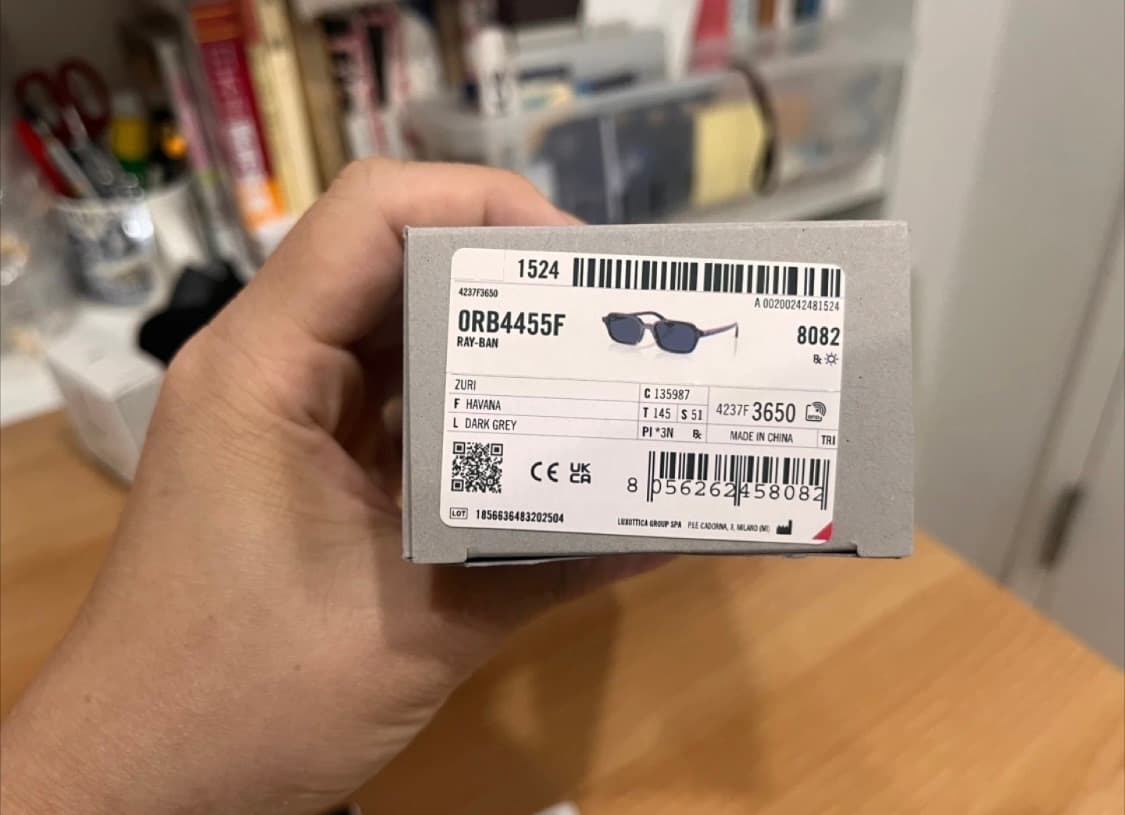 1524
A 00200242481524
4237F3650
0RB4455F
RAY-BAN
8082
℞
ZURI
F HAVANA
L DARK GREY
C 135987
T 145 S 51
PI *3N ℞
4237F 3650
MADE IN CHINA TRI
CE UK CA
8 056262 458082
LOT 1856636483202504
LUXOTTICA GROUP SPA P.LE CADORNA, 3, MILANO (MI)